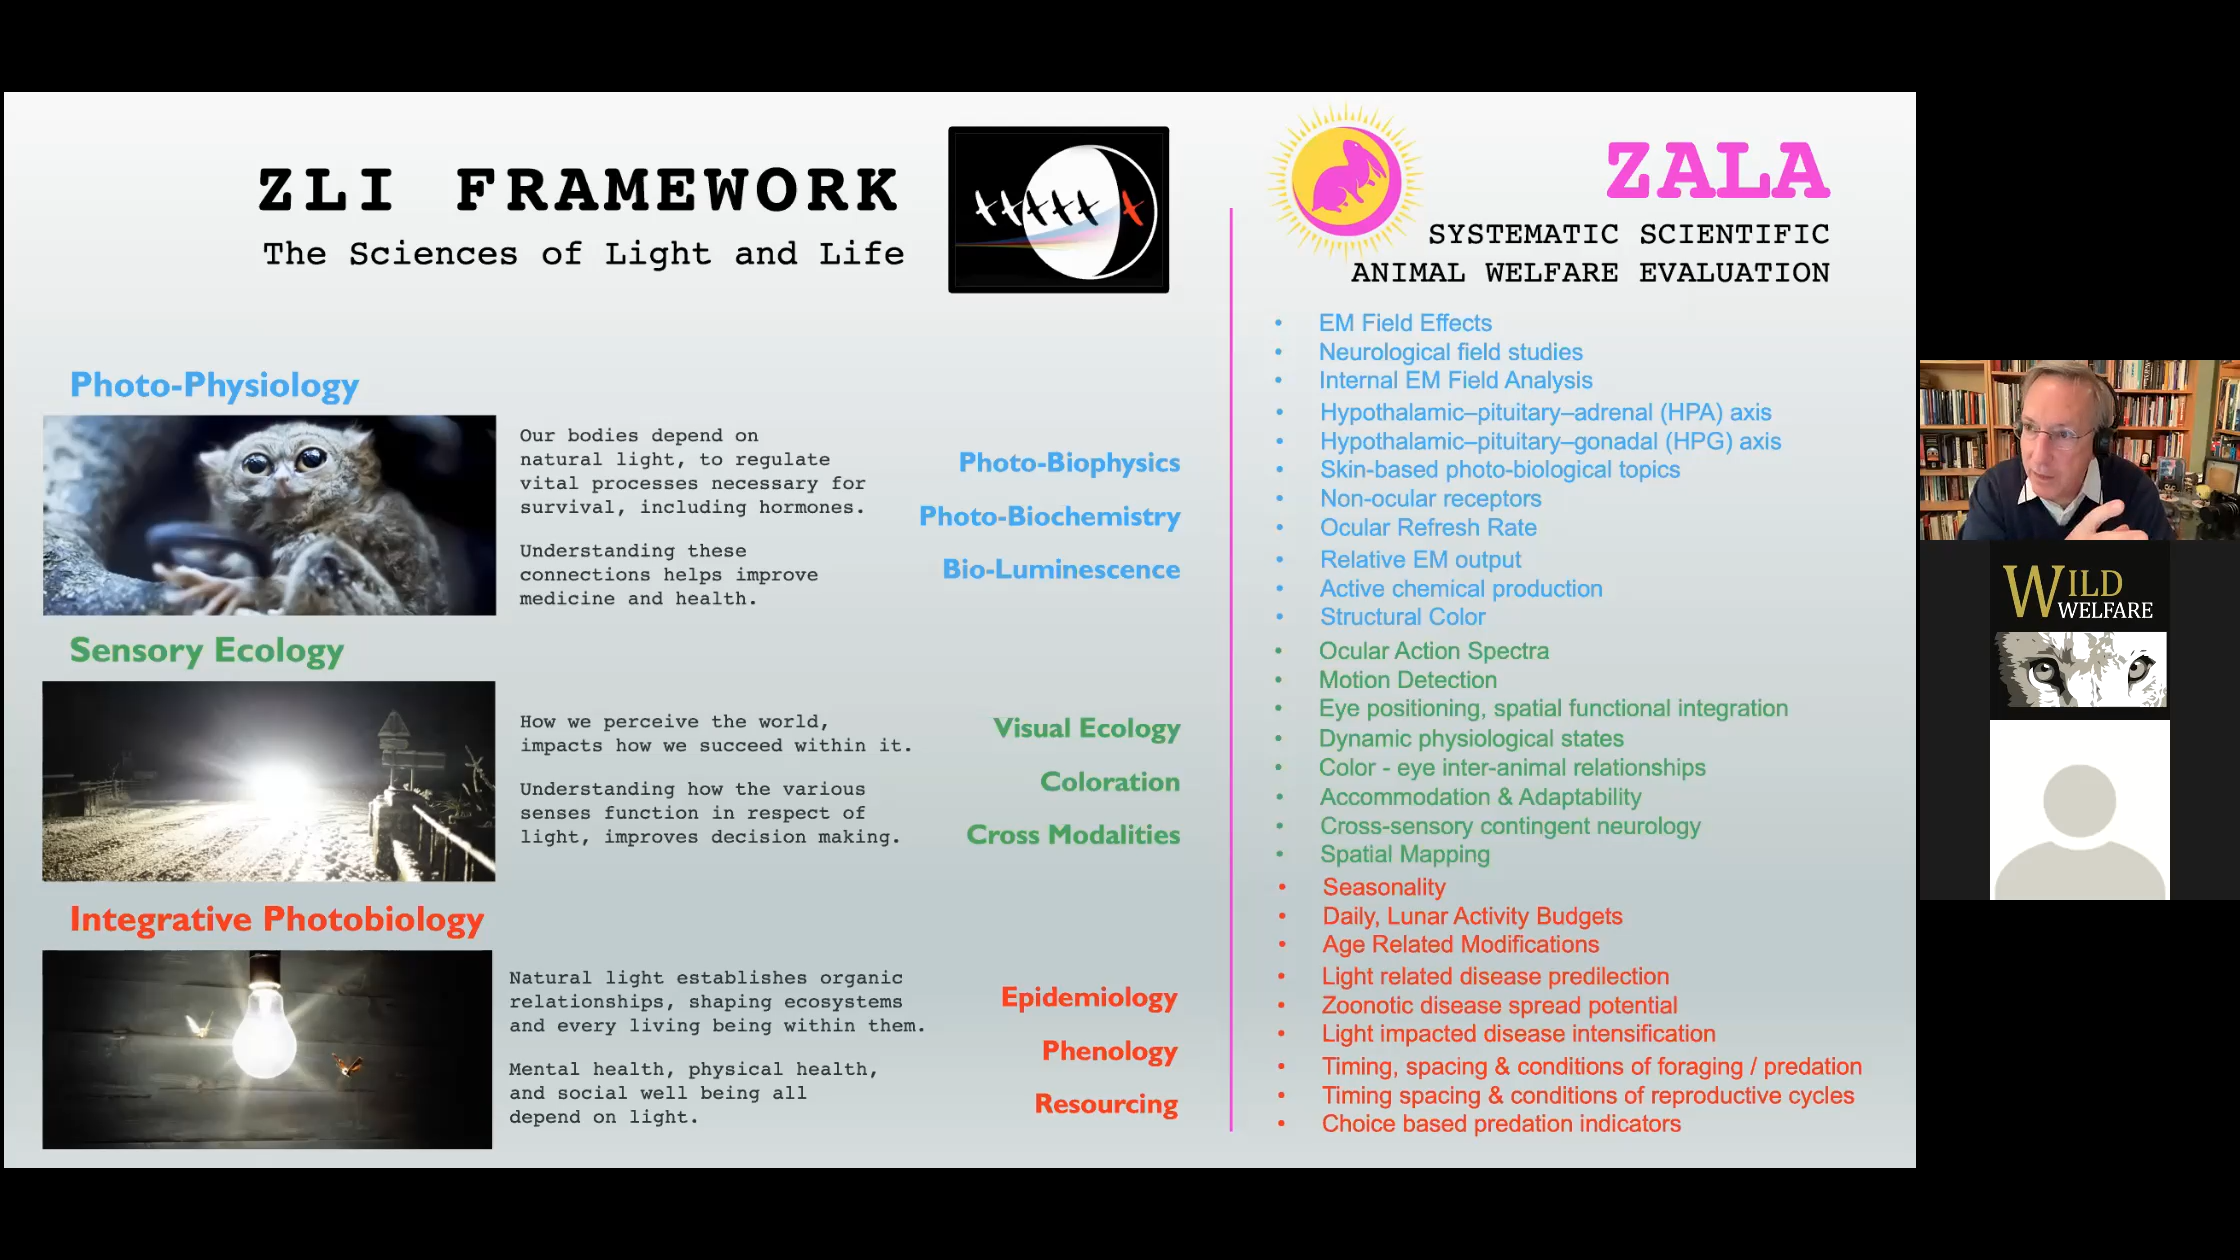 ZLI FRAMEWORK
The Sciences of Light and Life
Photo-Physiology
Our bodies depend on
natural light, to regulate
vital processes necessary for
survival, including hormones.
Understanding these
connections helps improve
medicine and health.
Photo-Biophysics
Photo-Biochemistry
Bio-Luminescence
Sensory Ecology
How we perceive the world,
impacts how we succeed within it.
Understanding how the various
senses function in respect of
light, improves decision making.
Visual Ecology
Coloration
Cross Modalities
Integrative Photobiology
Natural light establishes organic
relationships, shaping ecosystems
and every living being within them.
Mental health, physical health,
and social well being all
depend on light.
Epidemiology
Phenology
Resourcing
ZALA
SYSTEMATIC SCIENTIFIC
ANIMAL WELFARE EVALUATION
• EM Field Effects
• Neurological field studies
• Internal EM Field Analysis
• Hypothalamic–pituitary–adrenal (HPA) axis
• Hypothalamic–pituitary–gonadal (HPG) axis
• Skin-based photo-biological topics
• Non-ocular receptors
• Ocular Refresh Rate
• Relative EM output
• Active chemical production
• Structural Color
• Ocular Action Spectra
• Motion Detection
• Eye positioning, spatial functional integration
• Dynamic physiological states
• Color - eye inter-animal relationships
• Accommodation & Adaptability
• Cross-sensory contingent neurology
• Spatial Mapping
• Seasonality
• Daily, Lunar Activity Budgets
• Age Related Modifications
• Light related disease predilection
• Zoonotic disease spread potential
• Light impacted disease intensification
• Timing, spacing & conditions of foraging / predation
• Timing spacing & conditions of reproductive cycles
• Choice based predation indicators
WILD
WELFARE